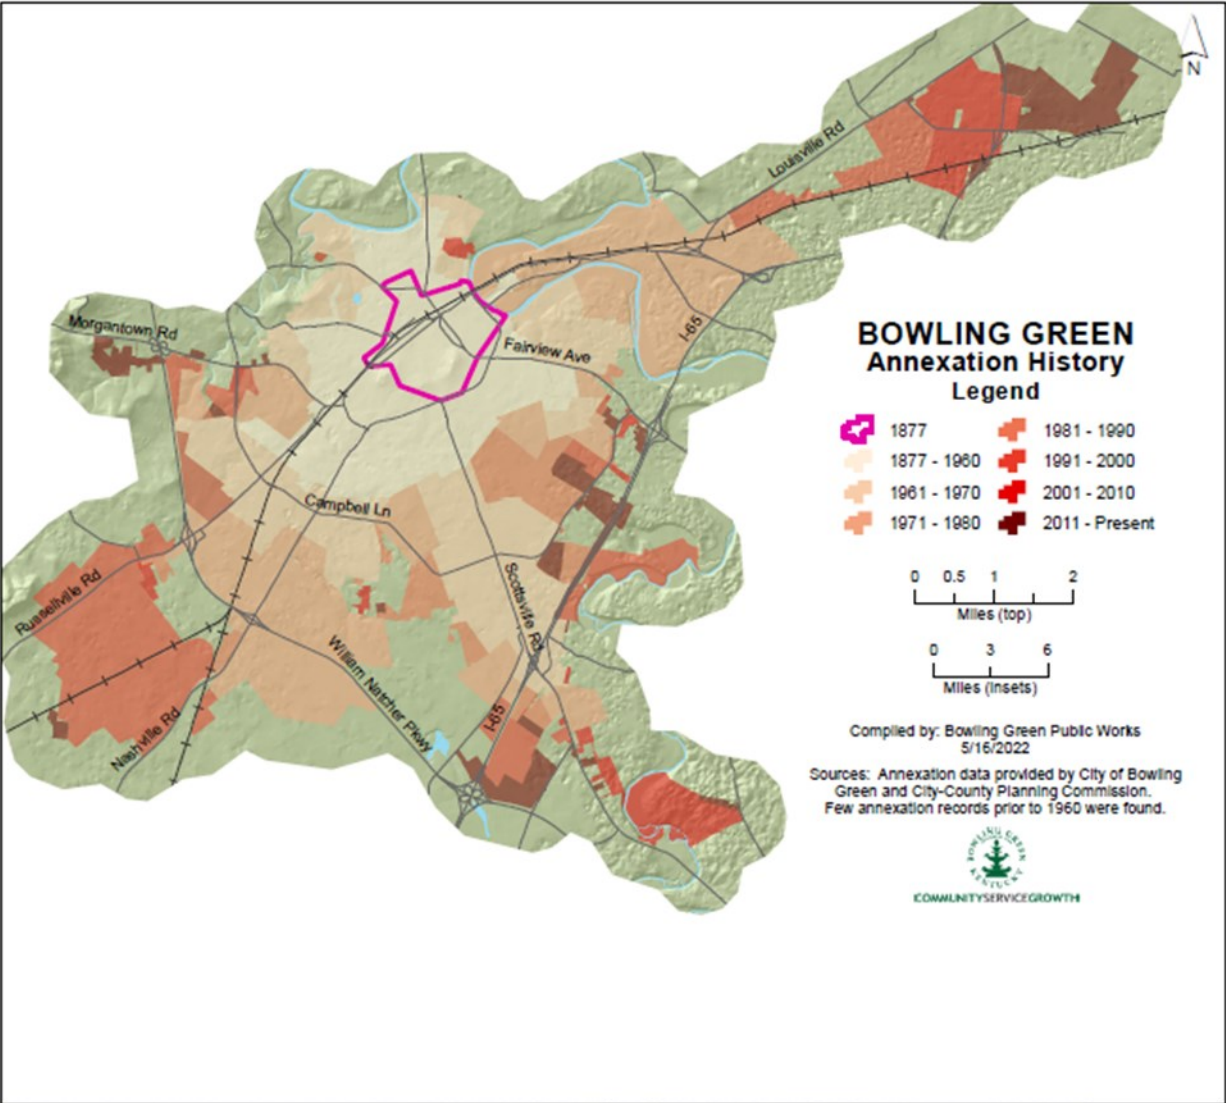 N
Louisville Rd
Morgantown Rd
I-65
Fairview Ave
BOWLING GREEN
Annexation History
Legend
1877
1877 - 1960
1961 - 1970
1971 - 1980
1981 - 1990
1991 - 2000
2001 - 2010
2011 - Present
Campbell Ln
0 0.5 1 2
Miles (top)
Scottsville Rd
Russellville Rd
0 3 6
Miles (insets)
William Natcher Pkwy
I-65
Nashville Rd
Compiled by: Bowling Green Public Works
5/16/2022
Sources: Annexation data provided by City of Bowling
Green and City-County Planning Commission.
Few annexation records prior to 1960 were found.
BOWLING GREEN
KENTUCKY
COMMUNITYSERVICEGROWTH